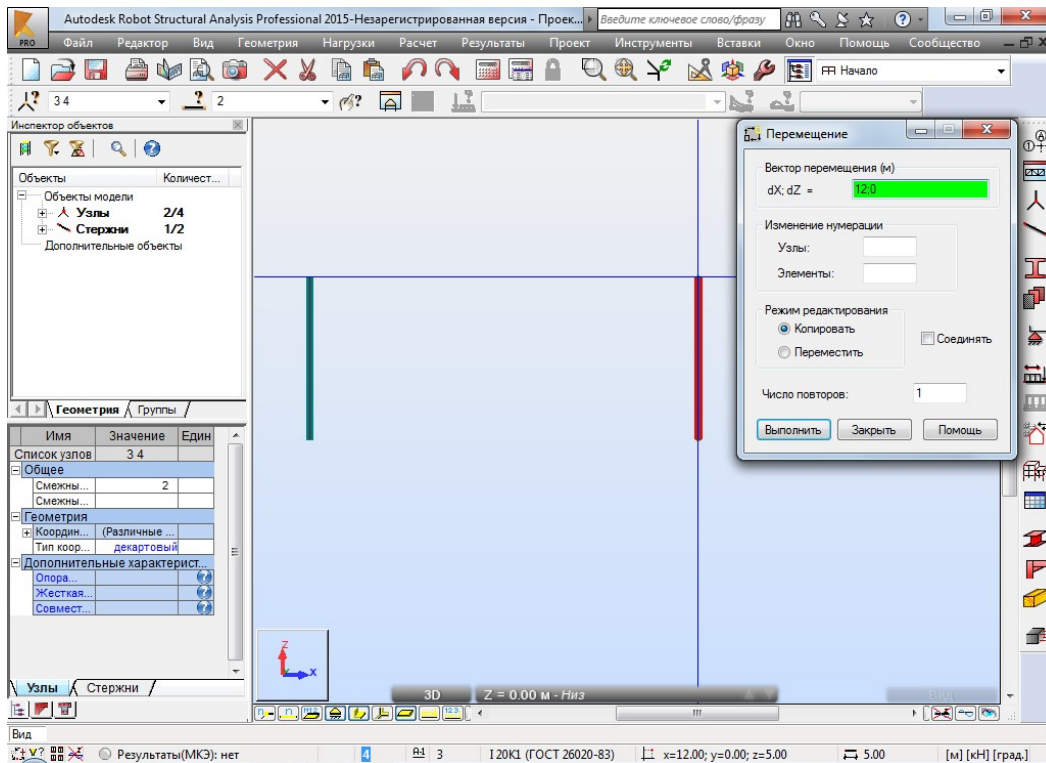 Autodesk Robot Structural Analysis Professional 2015-Незарегистрированная версия - Проек...
Введите ключевое слово/фразу
PRO Файл Редактор Вид Геометрия Нагрузки Расчет Результаты Проект Инструменты Вставки Окно Помощь Сообщество
Начало
3 4 2
Инспектор объектов
Объекты Количест...
Объекты модели
Узлы 2/4
Стержни 1/2
Дополнительные объекты
Геометрия Группы
Имя Значение Един
Список узлов 3 4
Общее
Смежны... 2
Смежны...
Геометрия
Координ... (Различные ...
Тип коор... декартовый
Дополнительные характерист...
Опора...
Жесткая...
Совмест...
Узлы Стержни
Перемещение
Вектор перемещения (м)
dX; dZ = 12;0
Изменение нумерации
Узлы:
Элементы:
Режим редактирования
Копировать
Переместить
Соединять
Число повторов: 1
Выполнить Закрыть Помощь
z
x
3D Z = 0.00 м - Низ
Вид
Вид
Результаты(МКЭ): нет 4 3 I 20K1 (ГОСТ 26020-83) x=12.00; y=0.00; z=5.00 5.00 [м] [кН] [град.]